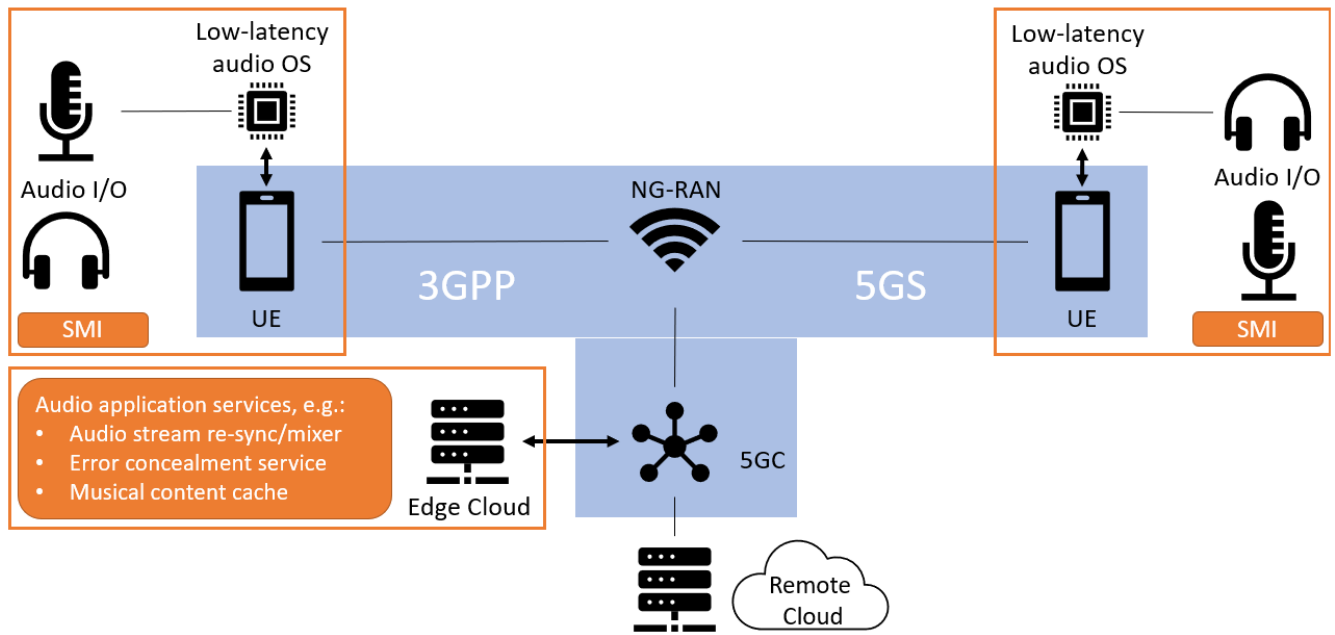 Low-latency
audio OS
Audio I/O
UE
SMI
NG-RAN
3GPP
5GS
Low-latency
audio OS
Audio I/O
UE
SMI
Audio application services, e.g.:
• Audio stream re-sync/mixer
• Error concealment service
• Musical content cache
Edge Cloud
5GC
Remote
Cloud